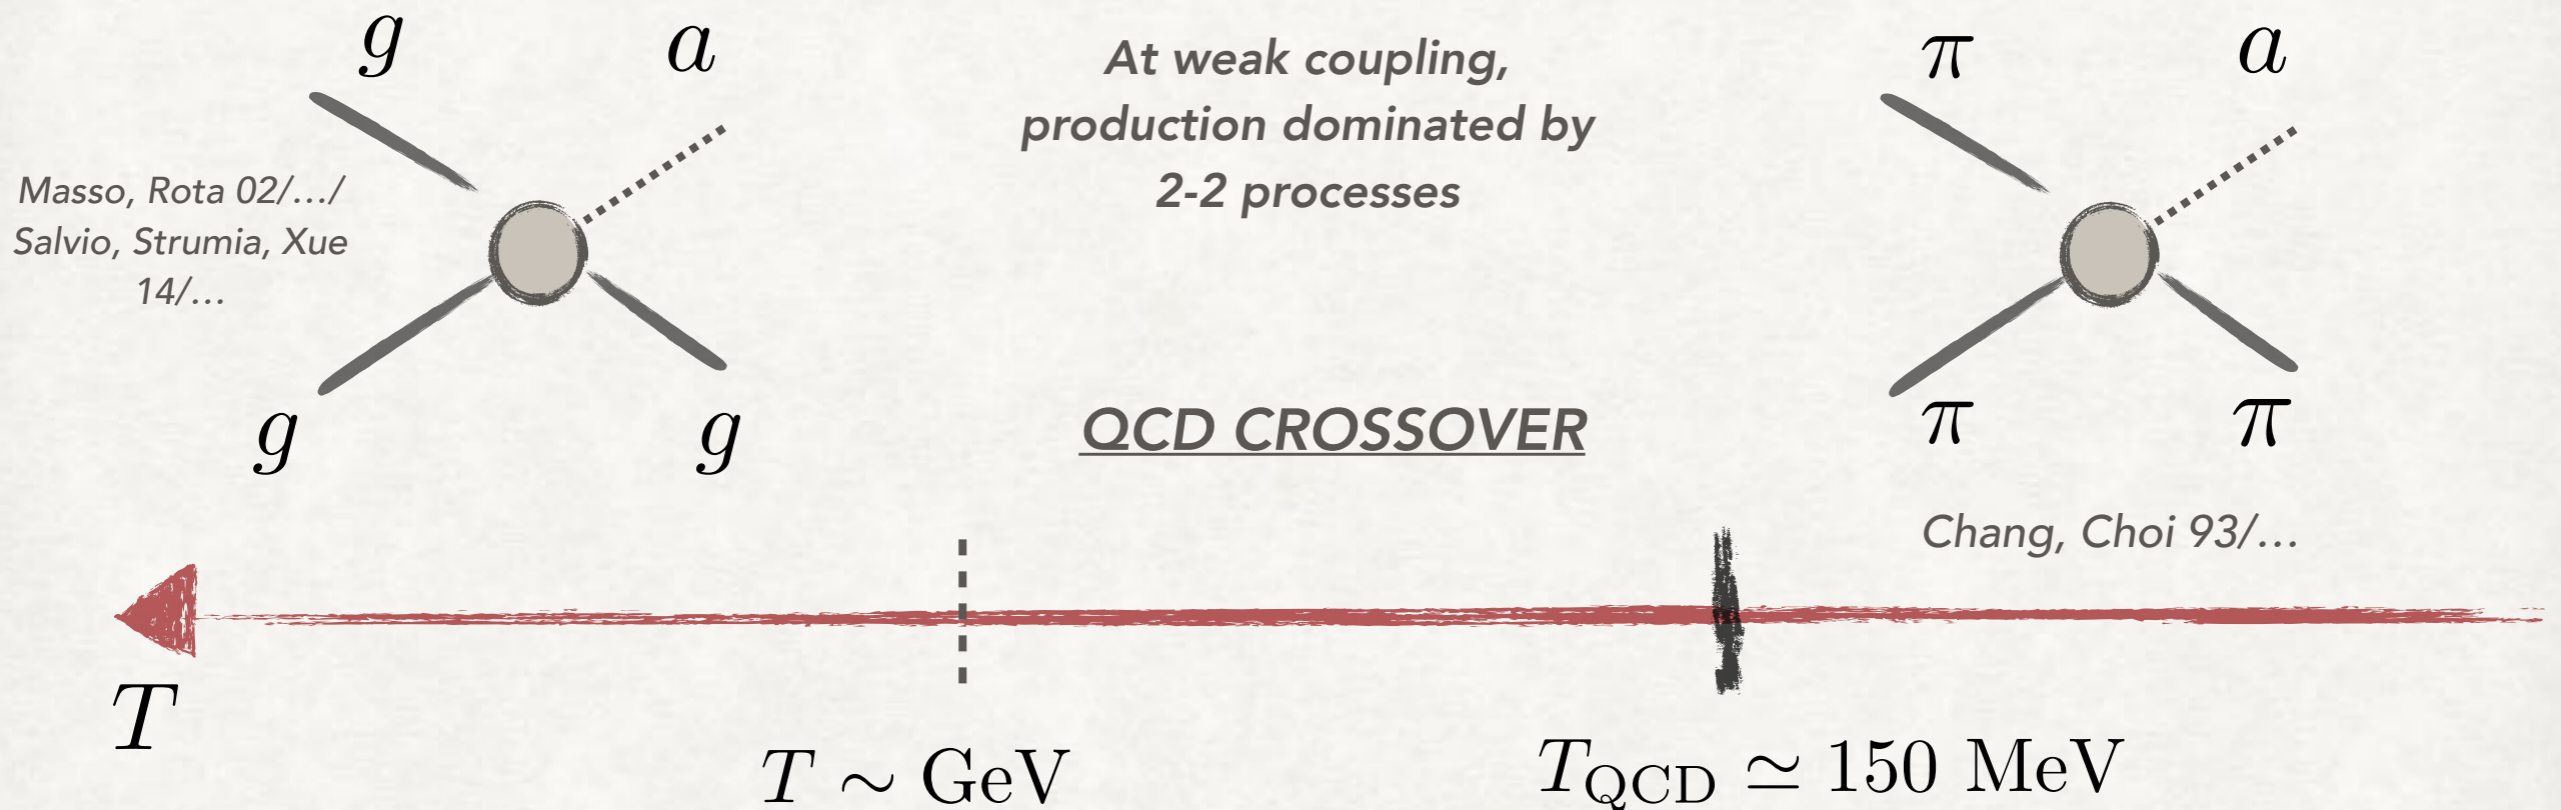 g
a
At weak coupling,
production dominated by
2-2 processes
π
a
Masso, Rota 02/.../
Salvio, Strumia, Xue
14/...
g
g
QCD CROSSOVER
π
π
Chang, Choi 93/...
T
T ∼ GeV
T_QCD ≃ 150 MeV